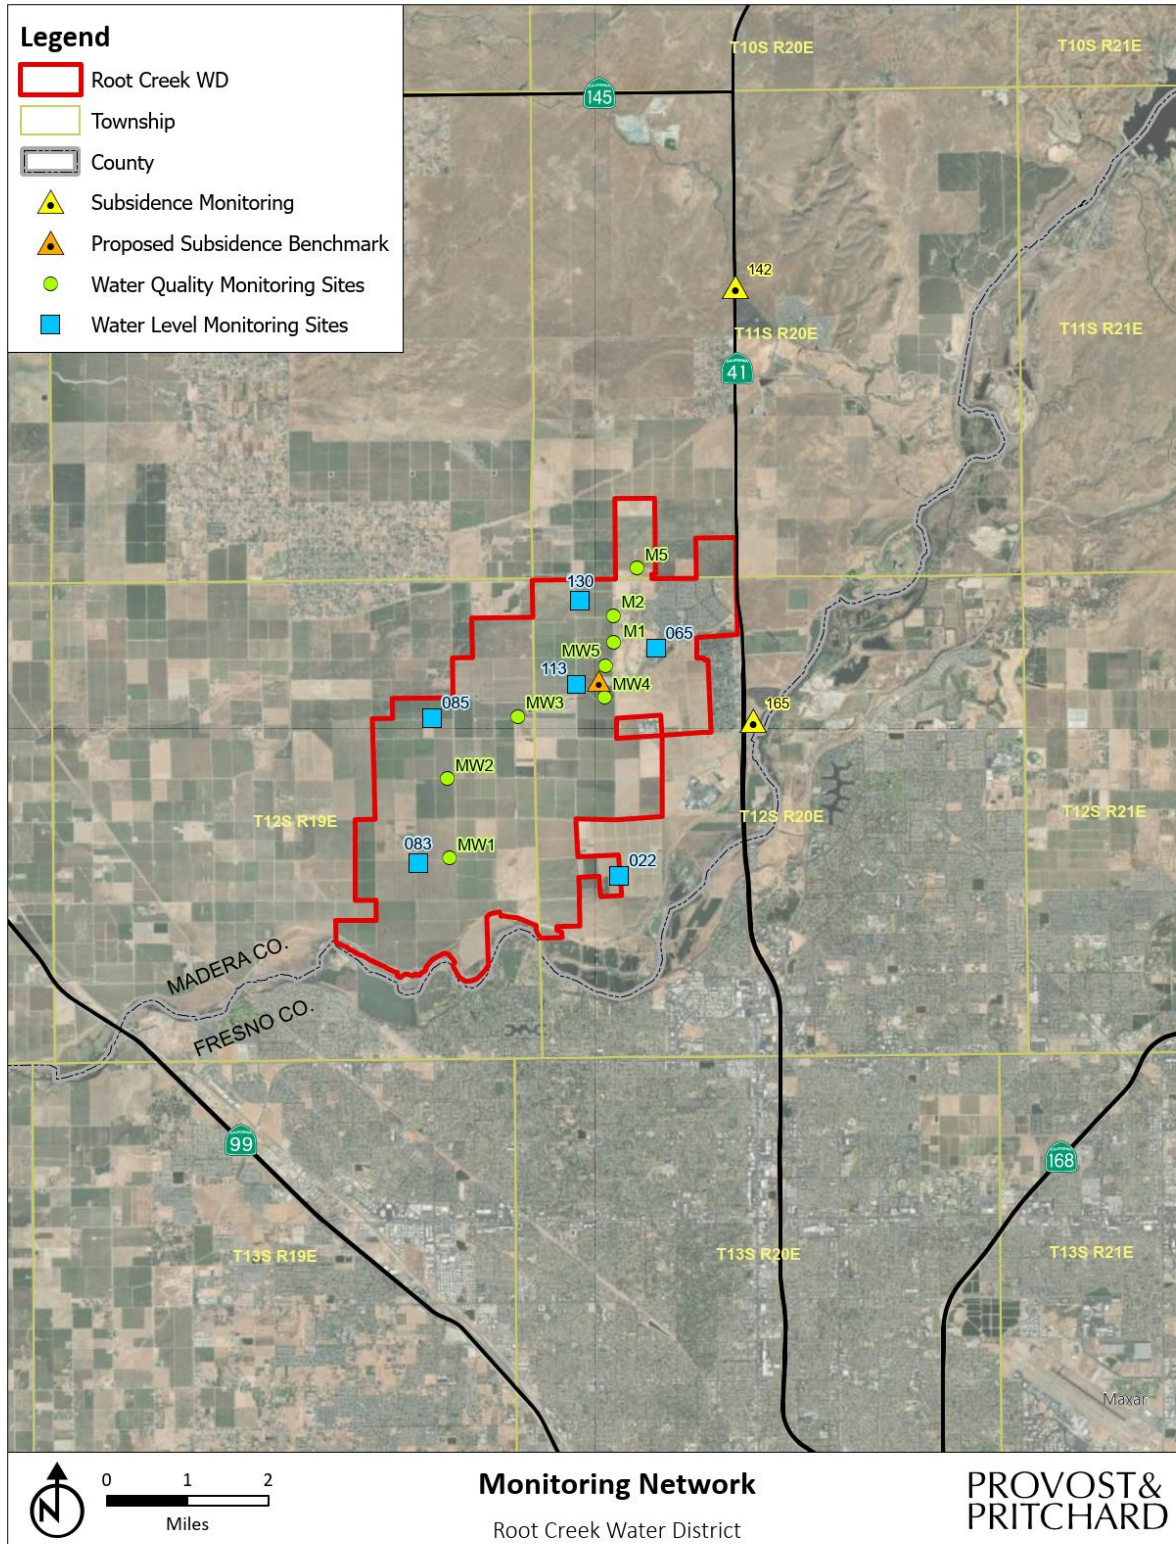 Legend
Root Creek WD
Township
County
Subsidence Monitoring
Proposed Subsidence Benchmark
Water Quality Monitoring Sites
Water Level Monitoring Sites
T10S R20E
T10S R21E
CALIFORNIA
145
142
T11S R20E
T11S R21E
CALIFORNIA
41
M5
130
M2
M1
065
MW5
113
MW4
085
MW3
165
MW2
T12S R19E
T12S R20E
T12S R21E
083
MW1
022
MADERA CO.
FRESNO CO.
CALIFORNIA
99
CALIFORNIA
168
T13S R19E
T13S R20E
T13S R21E
Maxar
N
0 1 2
Miles
Monitoring Network
Root Creek Water District
PROVOST&
PRITCHARD